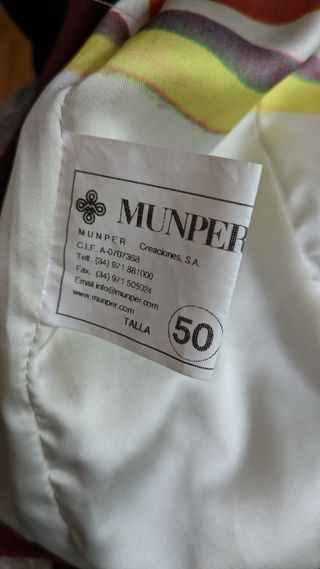 MUNPER
MUNPER Creaciones, S.A.
C.I.F. A-0707368
Telf. (34) 971 881000
Fax. (34) 971 505024
Email info@munper.com
www.munper.com
TALLA 50